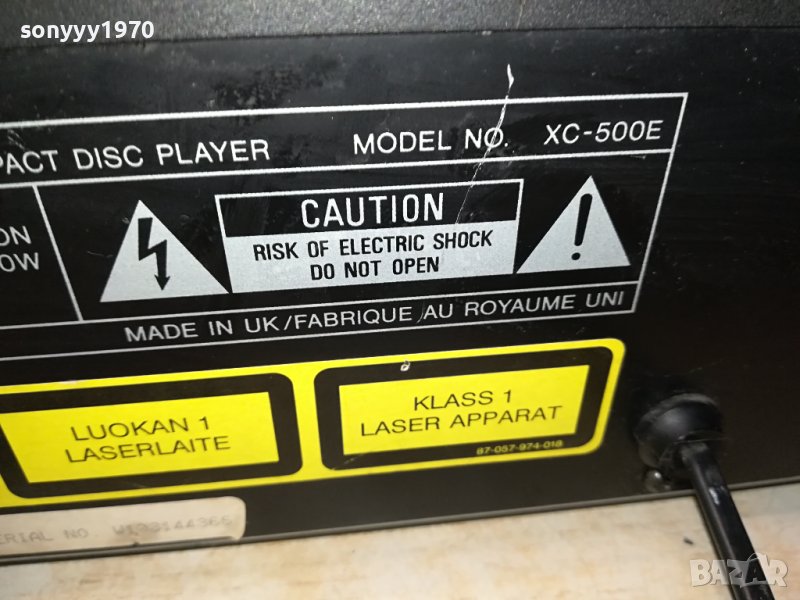 sonyyy1970
PACT DISC PLAYER MODEL NO. XC-500E
ON
OW
CAUTION
RISK OF ELECTRIC SHOCK
DO NOT OPEN
MADE IN UK/FABRIQUE AU ROYAUME UNI
LUOKAN 1
LASERLAITE
KLASS 1
LASER APPARAT
87-057-974-018
ERIAL NO.
BAZAR